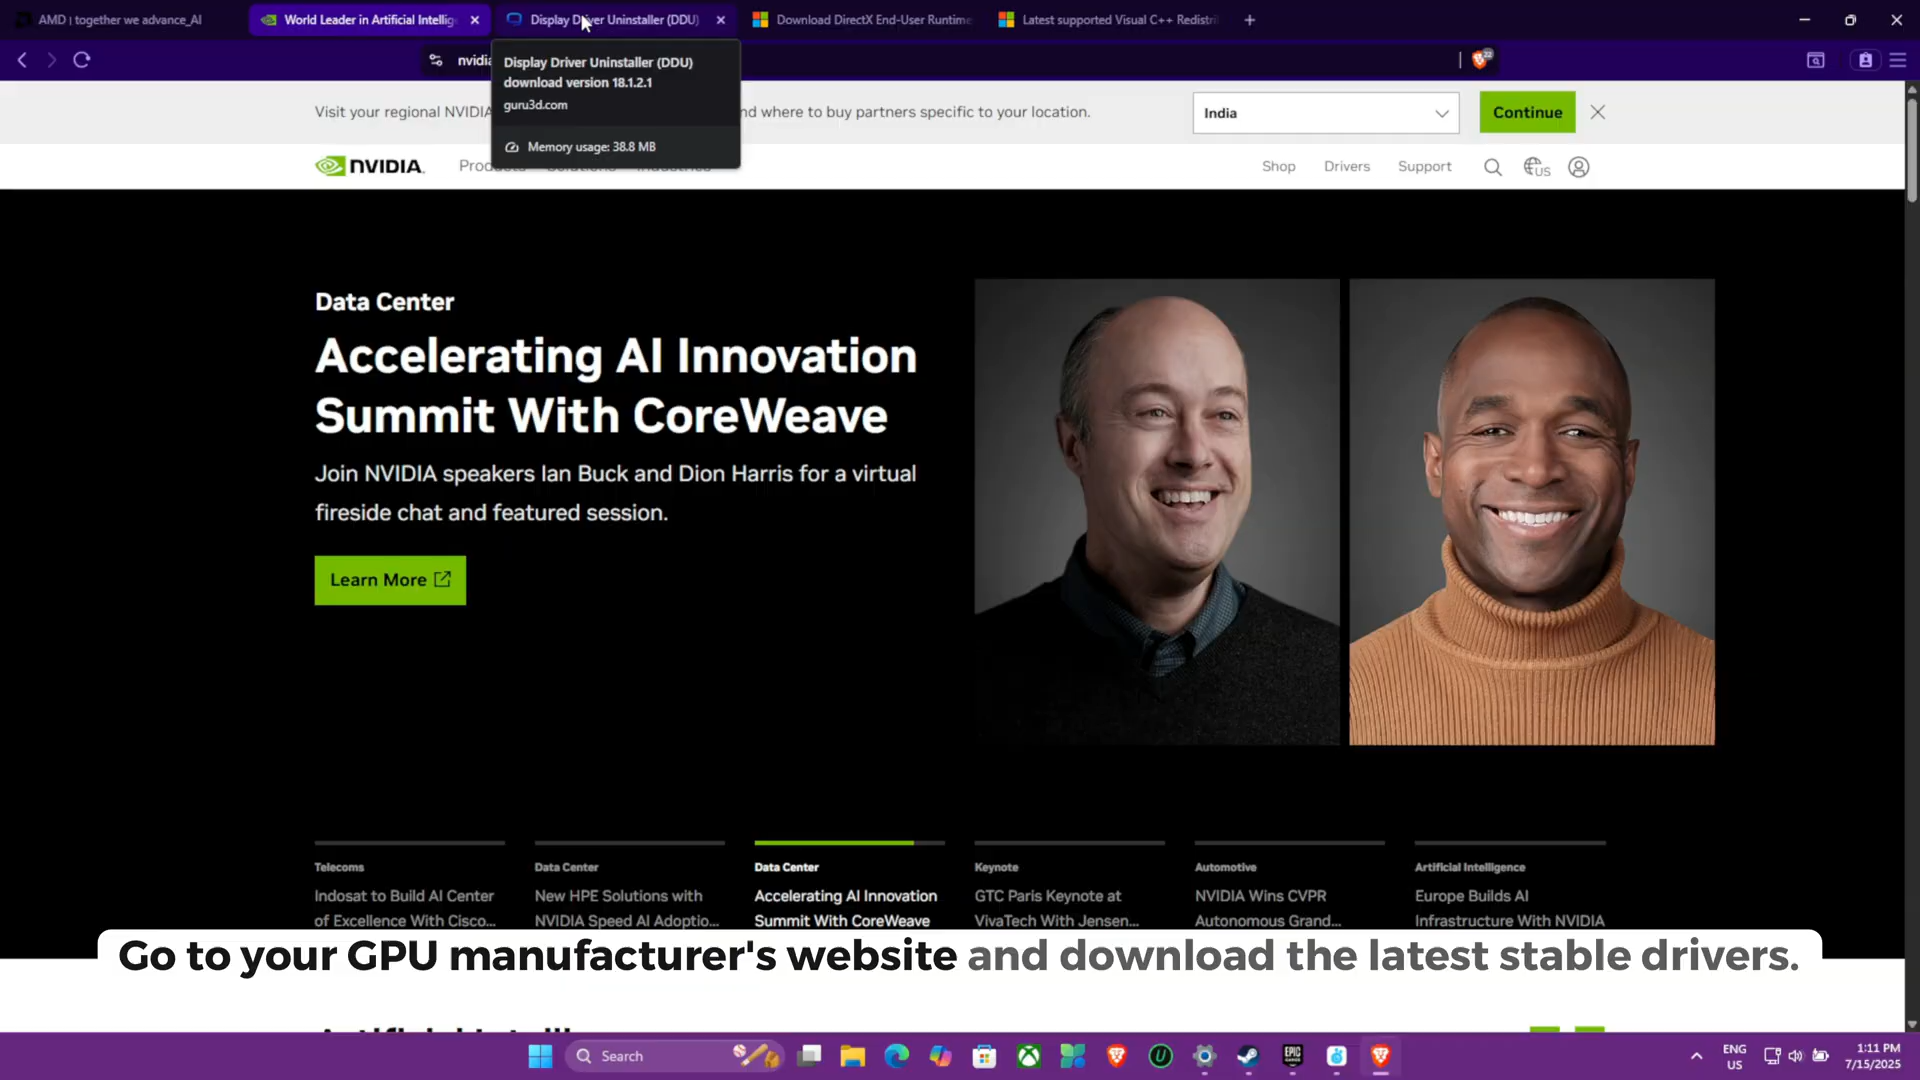 AMD | together we advance_AI
World Leader in Artificial Intellig
Display Driver Uninstaller (DDU)
Download DirectX End-User Runtime
Latest supported Visual C++ Redistri
nvidia
22
Display Driver Uninstaller (DDU)
download version 18.1.2.1
guru3d.com
Memory usage: 38.8 MB
Visit your regional NVIDIA
nd where to buy partners specific to your location.
India
Continue
NVIDIA.
Products
Solutions
Industries
Shop
Drivers
Support
US
Data Center
Accelerating AI Innovation
Summit With CoreWeave
Join NVIDIA speakers Ian Buck and Dion Harris for a virtual
fireside chat and featured session.
Learn More
Telecoms
Indosat to Build AI Center
of Excellence With Cisco...
Data Center
New HPE Solutions with
NVIDIA Speed AI Adoptio...
Data Center
Accelerating AI Innovation
Summit With CoreWeave
Keynote
GTC Paris Keynote at
VivaTech With Jensen...
Automotive
NVIDIA Wins CVPR
Autonomous Grand...
Artificial Intelligence
Europe Builds AI
Infrastructure With NVIDIA
Go to your GPU manufacturer's website and download the latest stable drivers.
Search
EPIC
ENG
US
1:11 PM
7/15/2025